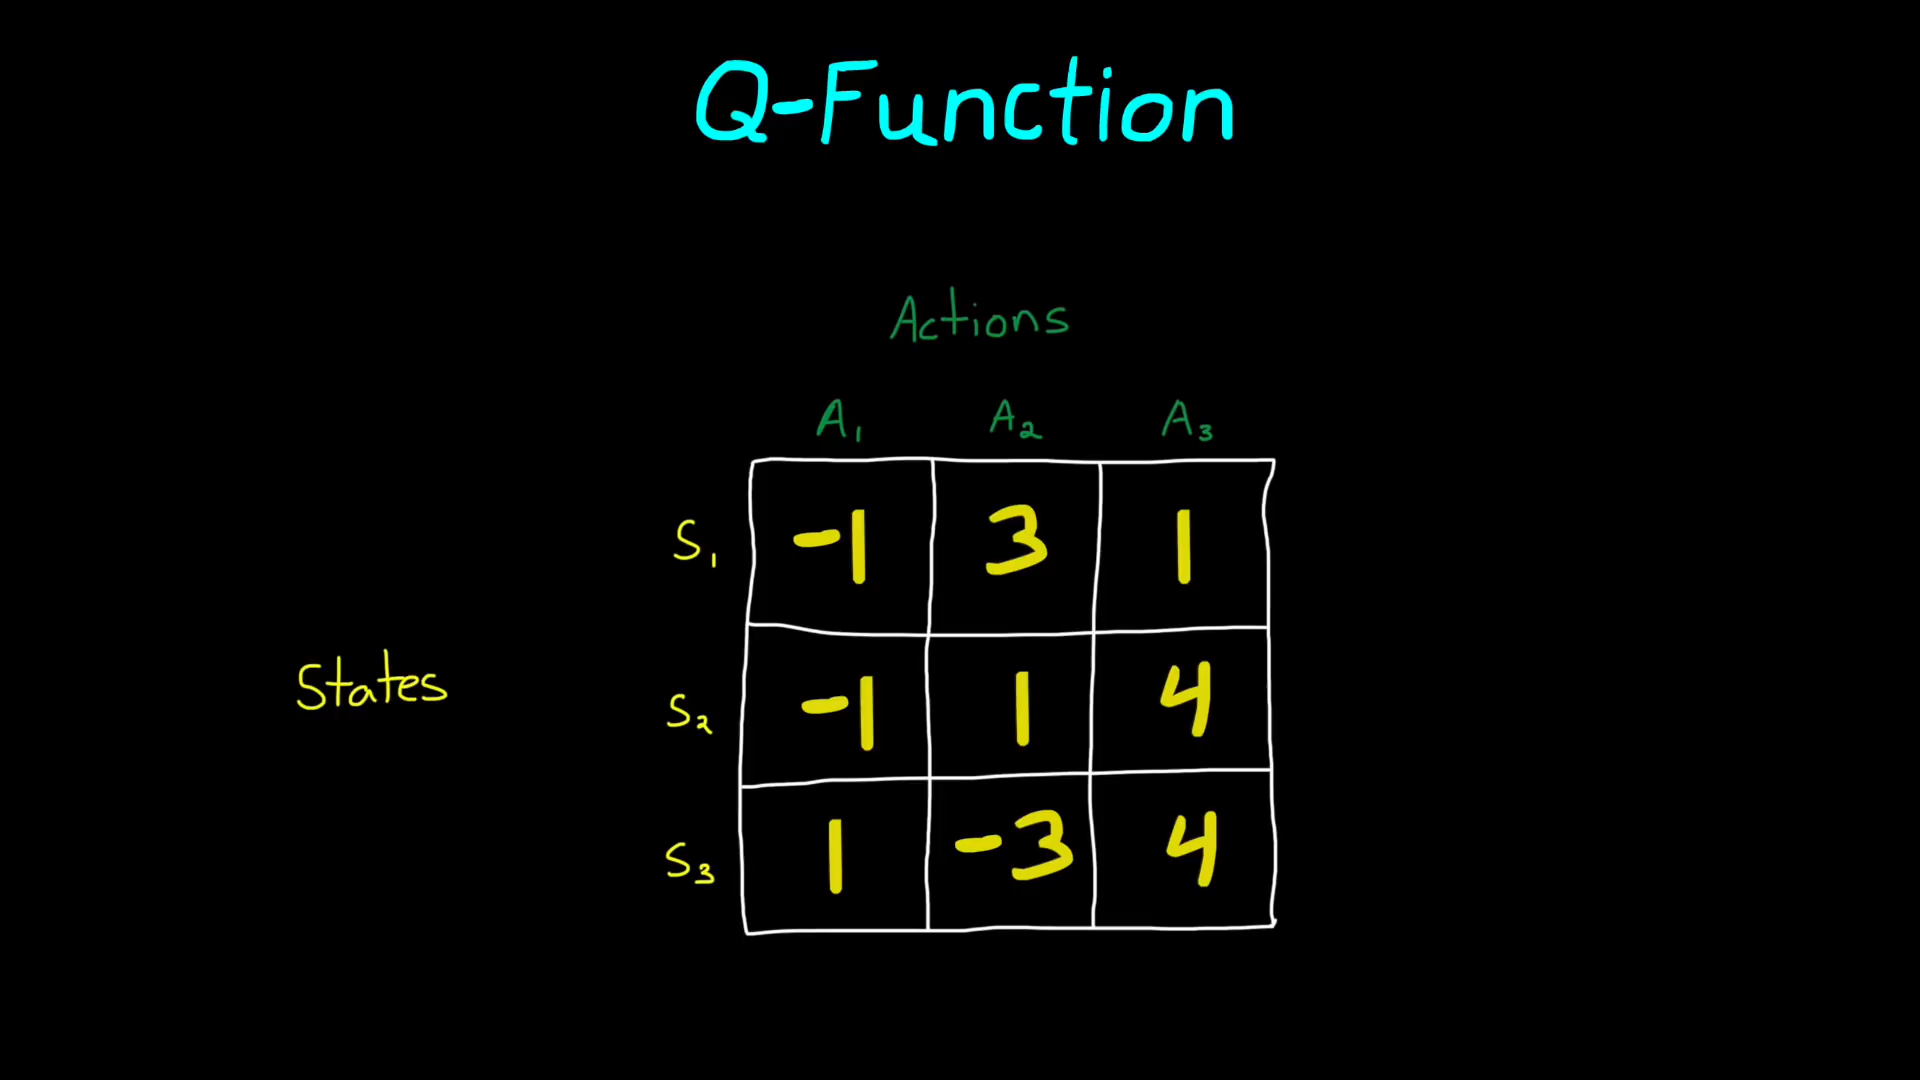 Q-Function
Actions
A1 A2 A3
S1 -1 3 1
States
S2 -1 1 4
S3 1 -3 4